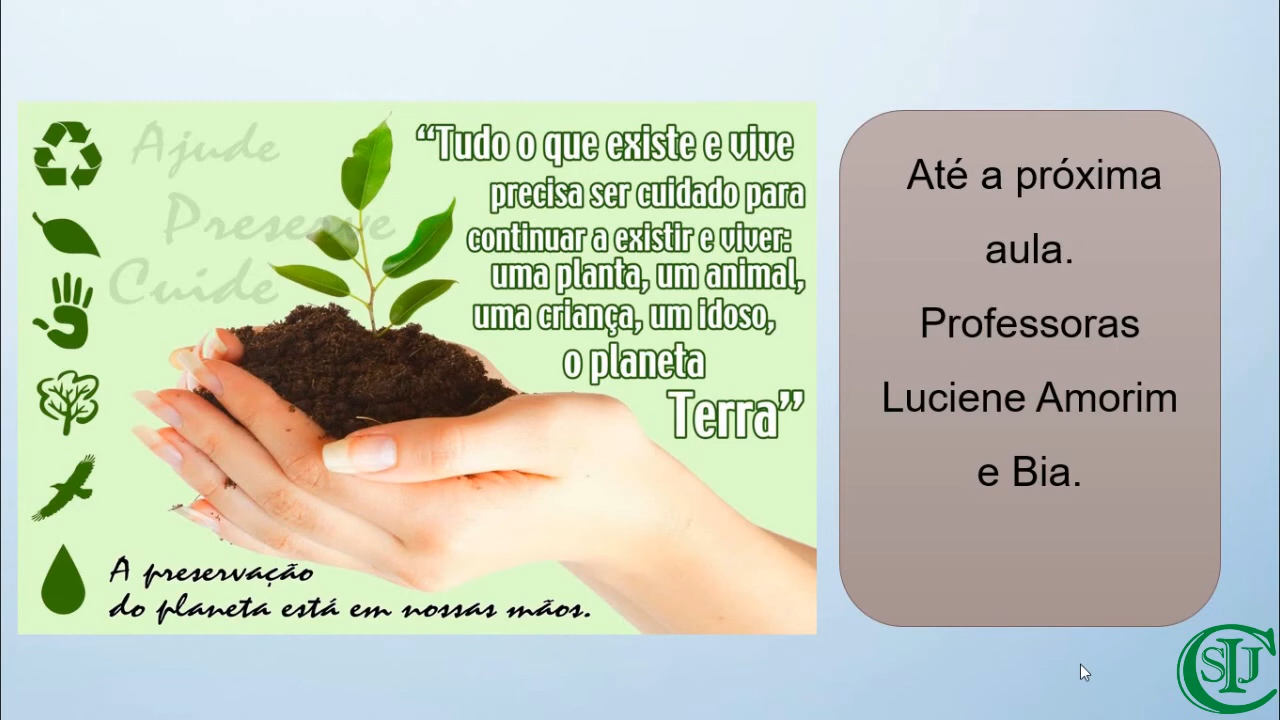 Ajude
Preserve
Cuide
“Tudo o que existe e vive
precisa ser cuidado para
continuar a existir e viver:
uma planta, um animal,
uma criança, um idoso,
o planeta
Terra”
A preservação
do planeta está em nossas mãos.
Até a próxima
aula.
Professoras
Luciene Amorim
e Bia.
CSIJ